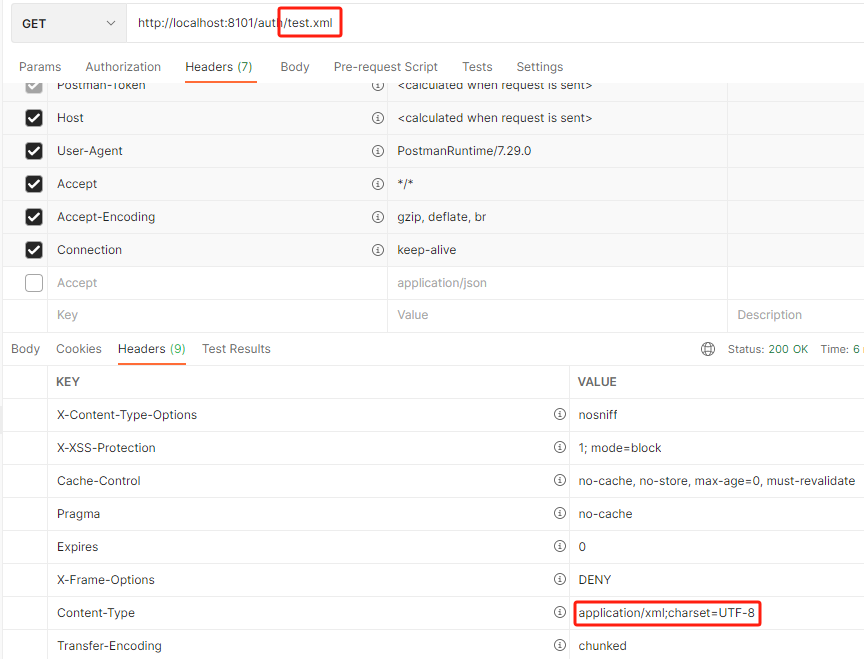 GET http://localhost:8101/auth/test.xml
Params Authorization Headers (7) Body Pre-request Script Tests Settings
Postman-Token <calculated when request is sent>
Host <calculated when request is sent>
User-Agent PostmanRuntime/7.29.0
Accept */*
Accept-Encoding gzip, deflate, br
Connection keep-alive
Accept application/json
Key Value Description
Body Cookies Headers (9) Test Results Status: 200 OK Time: 6
KEY VALUE
X-Content-Type-Options nosniff
X-XSS-Protection 1; mode=block
Cache-Control no-cache, no-store, max-age=0, must-revalidate
Pragma no-cache
Expires 0
X-Frame-Options DENY
Content-Type application/xml;charset=UTF-8
Transfer-Encoding chunked